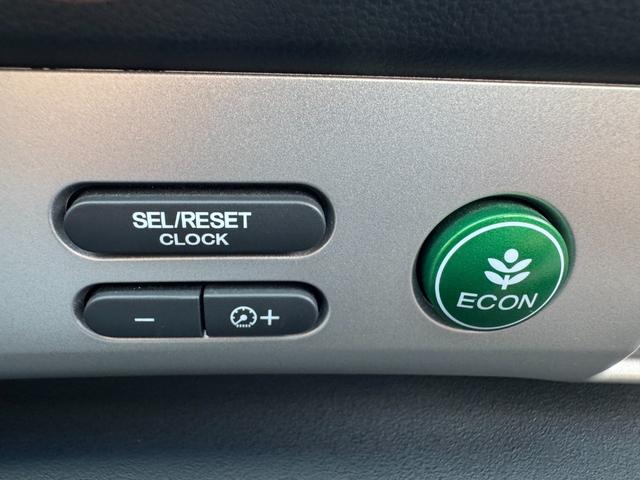 SEL/RESET
CLOCK
- +
ECON